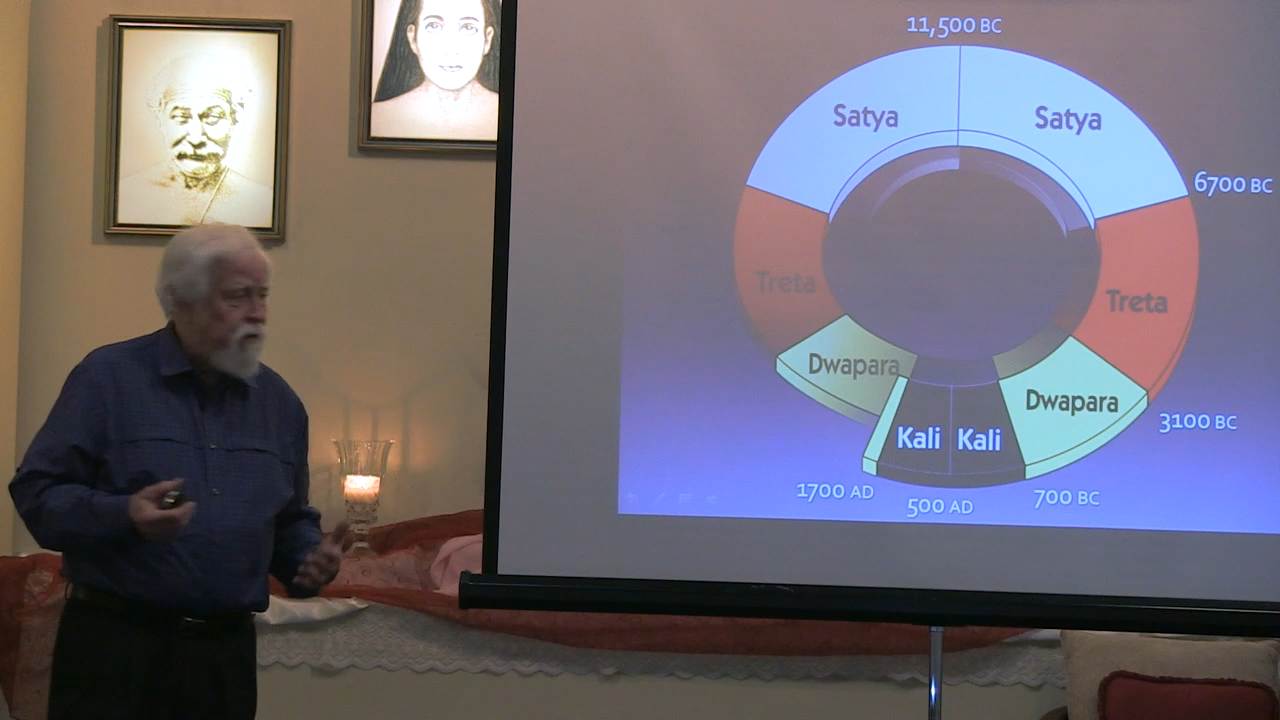 11,500 BC
Satya
Satya
6700 BC
Treta
Treta
Dwapara
Dwapara
3100 BC
Kali
Kali
1700 AD
500 AD
700 BC